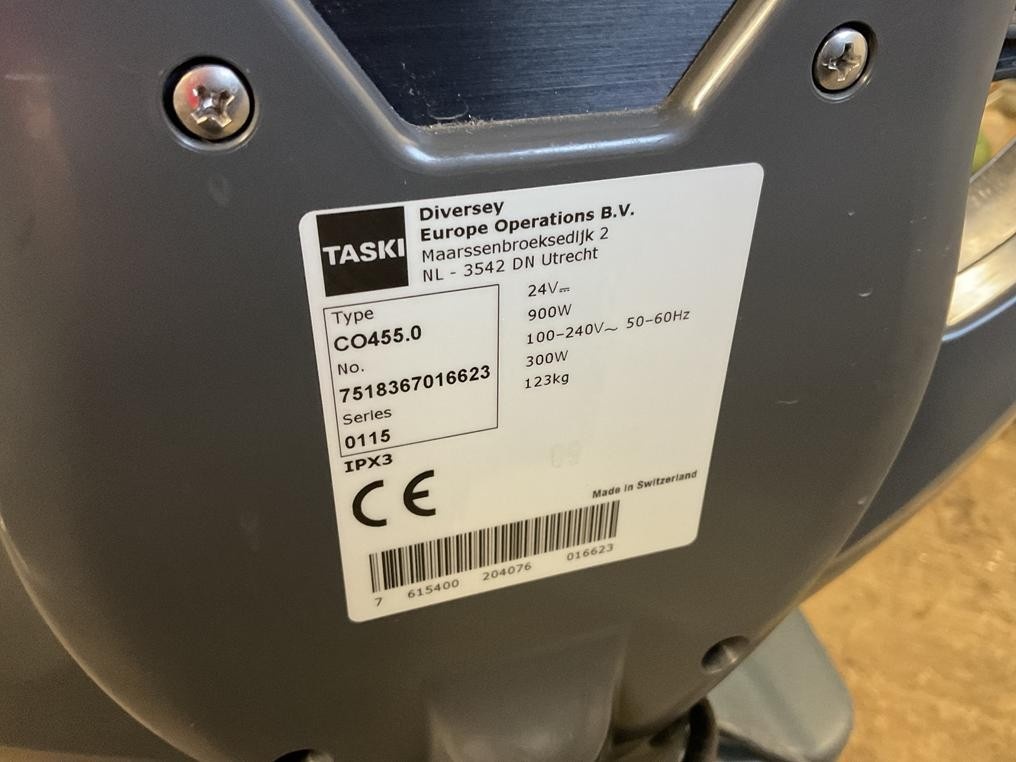 TASKI
Diversey
Europe Operations B.V.
Maarssenbroeksedijk 2
NL - 3542 DN Utrecht
Type
CO455.0
No.
7518367016623
Series
0115
IPX3
24V⎓
900W
100-240V~ 50-60Hz
300W
123kg
CE
Made in Switzerland
7 615400 204076 016623